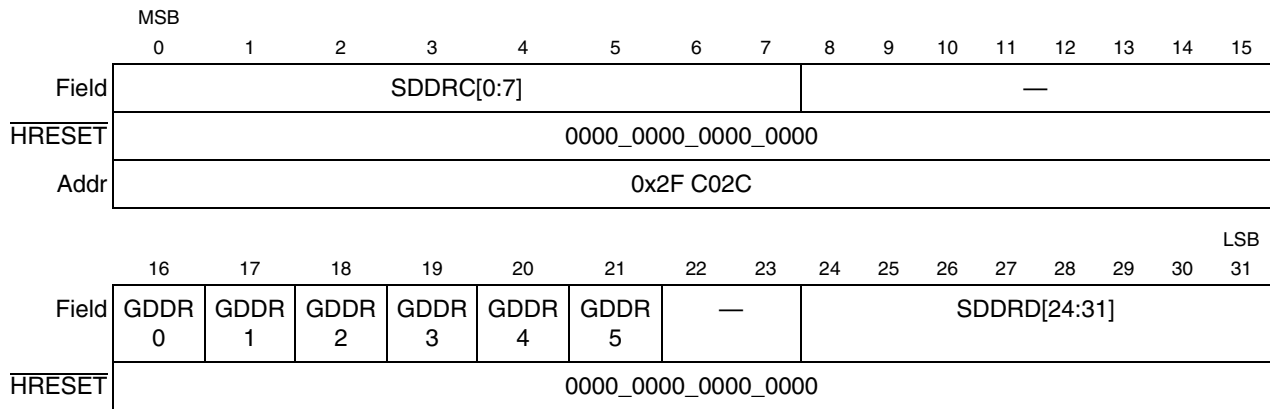 MSB
0 1 2 3 4 5 6 7 8 9 10 11 12 13 14 15
Field SDDRC[0:7] —
HRESET 0000_0000_0000_0000
Addr 0x2F C02C
LSB
16 17 18 19 20 21 22 23 24 25 26 27 28 29 30 31
Field GDDR GDDR GDDR GDDR GDDR GDDR — SDDRD[24:31]
0 1 2 3 4 5
HRESET 0000_0000_0000_0000